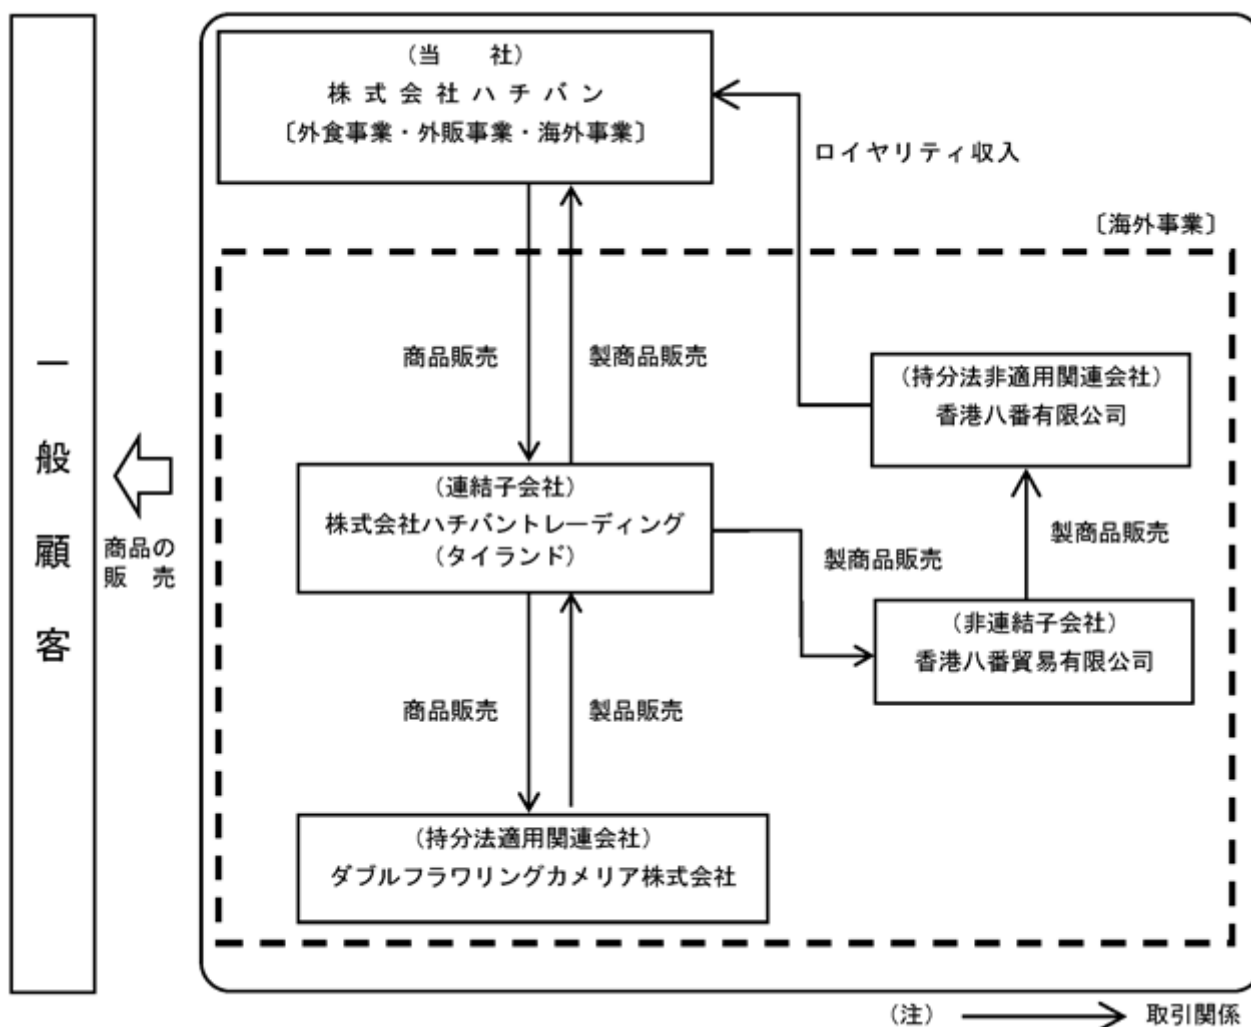 (当 社)
株式会社ハチバン
〔外食事業・外販事業・海外事業〕
ロイヤリティ収入
〔海外事業〕
商品販売
製商品販売
(持分法非適用関連会社)
香港八番有限公司
一般顧客
商品の
販 売
(連結子会社)
株式会社ハチバントレーディング
(タイランド)
製商品販売
製商品販売
(非連結子会社)
香港八番貿易有限公司
商品販売
製品販売
(持分法適用関連会社)
ダブルフラワリングカメリア株式会社
(注)
取引関係